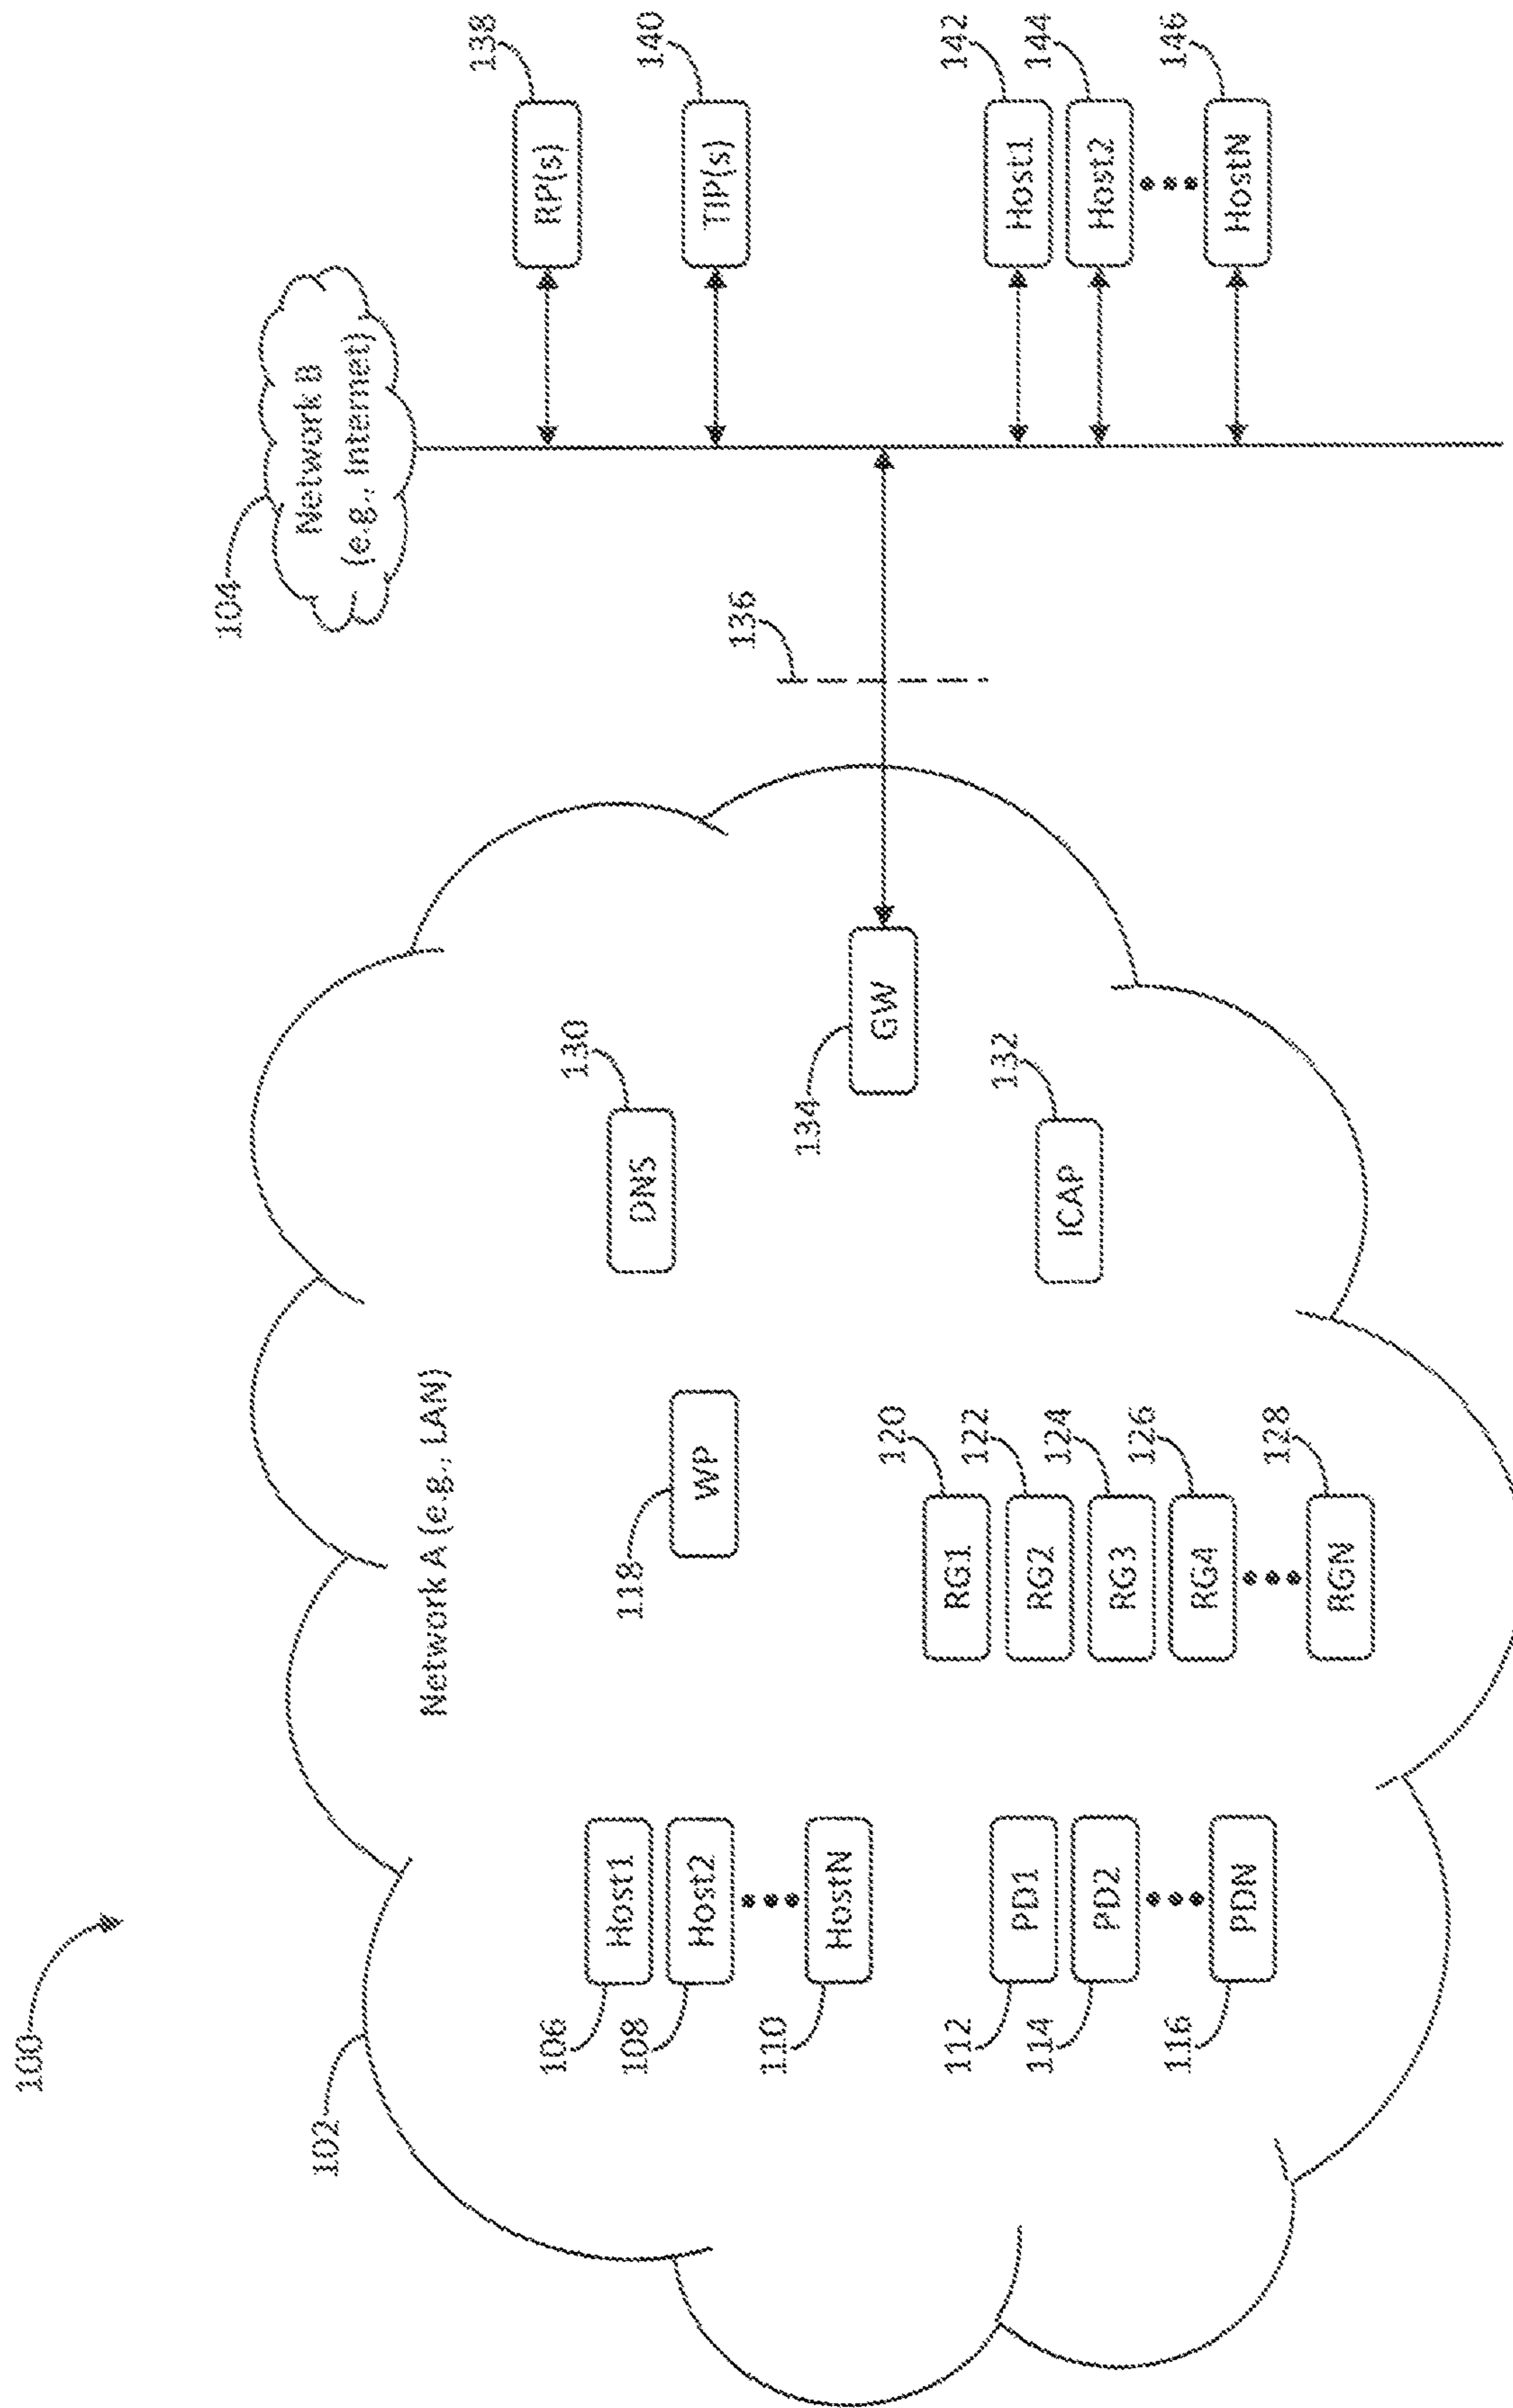 100
102
Network A (e.g., LAN)
104
Network B
(e.g., Internet)
106
Host1
108
Host2
110
HostN
112
PD1
114
PD2
116
PDN
118
WP
120
RG1
122
RG2
124
RG3
126
RG4
128
RGN
130
DNS
132
ICAP
134
GW
136
138
RP(s)
140
TIP(s)
142
Host1
144
Host2
146
HostN